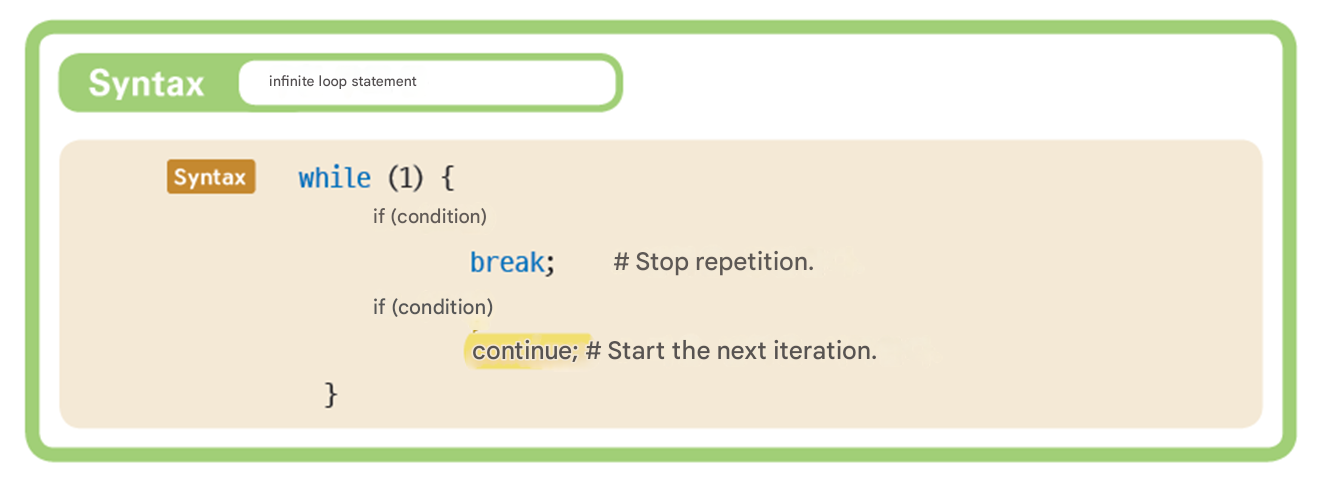 Syntax infinite loop statement
Syntax while (1) {
if (condition)
break; # Stop repetition.
if (condition)
continue; # Start the next iteration.
}